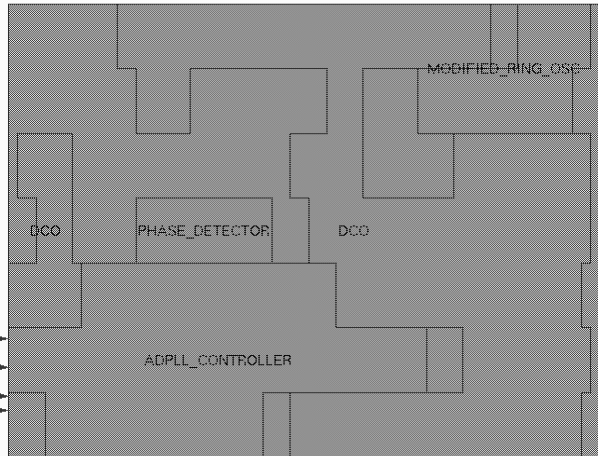 MODIFIED_RING_OSC
DCO
PHASE_DETECTOR
DCO
ADPLL_CONTROLLER